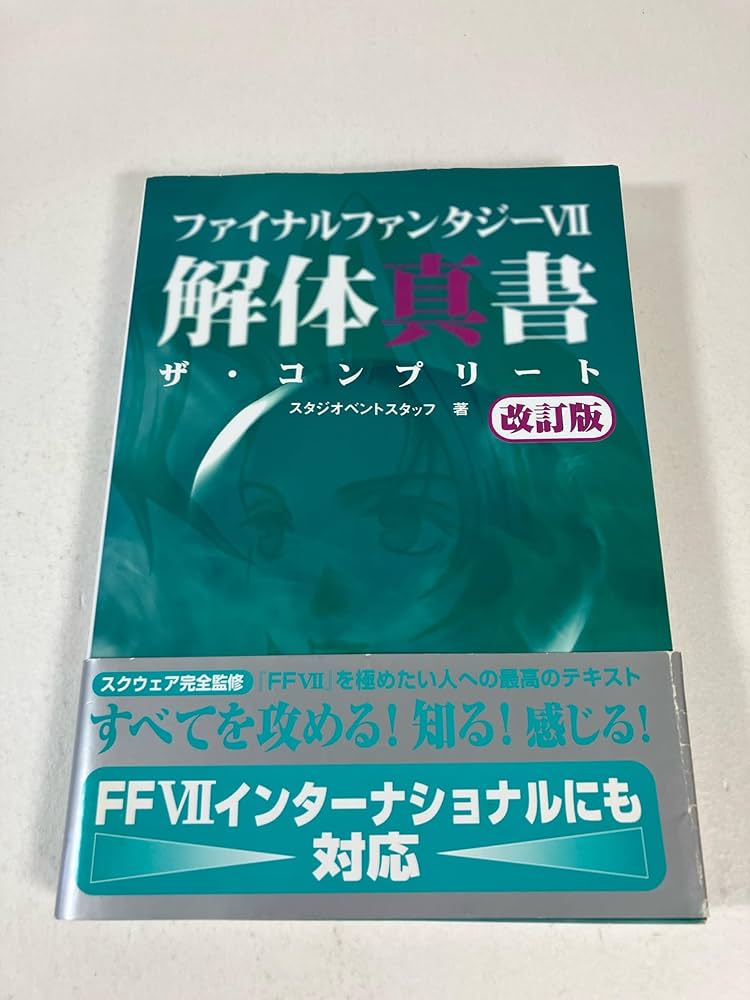 ファイナルファンタジーVII
解体真書
ザ・コンプリート
スタジオベントスタッフ 著
改訂版
スクウェア完全監修 『FFVII』を極めたい人への最高のテキスト
すべてを攻める!知る!感じる!
FFVIIインターナショナルにも
対応